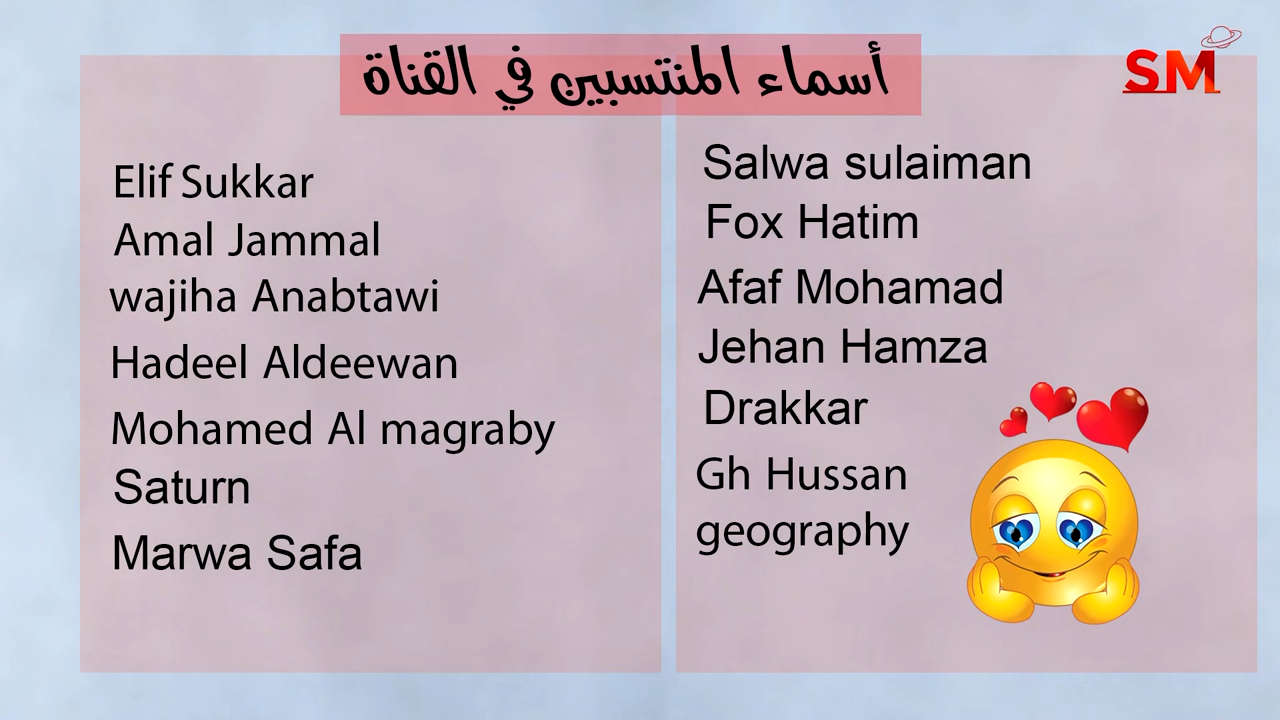 أسماء المنتسبين في القناة
SM
Elif Sukkar
Amal Jammal
wajiha Anabtawi
Hadeel Aldeewan
Mohamed Al magraby
Saturn
Marwa Safa
Salwa sulaiman
Fox Hatim
Afaf Mohamad
Jehan Hamza
Drakkar
Gh Hussan
geography